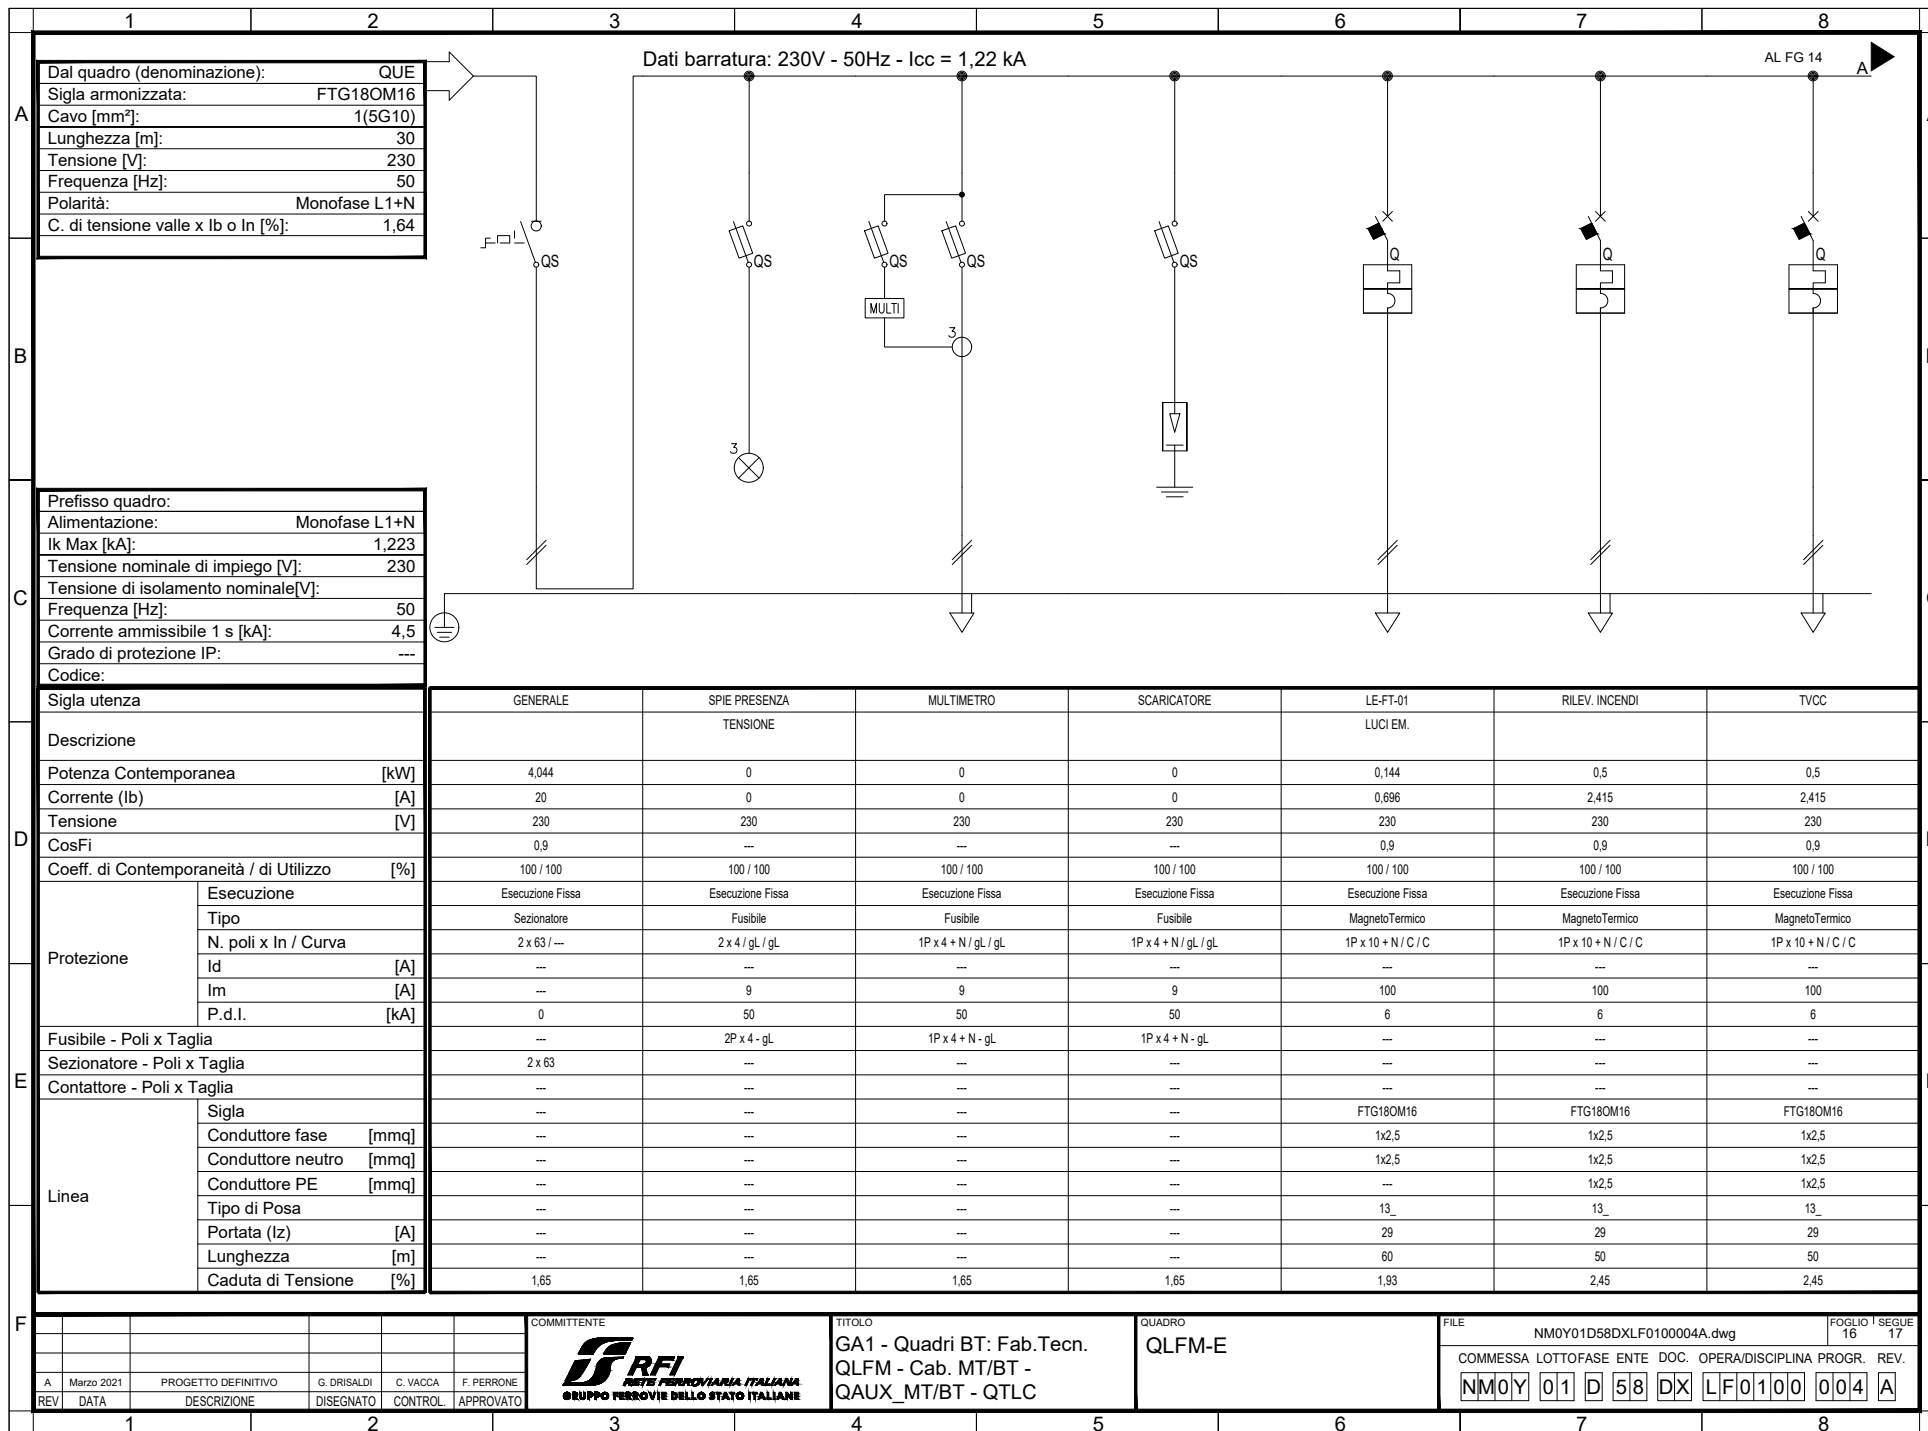 1 2 3 4 5 6 7 8
Dati barratura: 230V - 50Hz - Icc = 1,22 kA
AL FG 14
A
Dal quadro (denominazione): QUE
Sigla armonizzata: FTG18OM16
Cavo [mm²]: 1(5G10)
Lunghezza [m]: 30
Tensione [V]: 230
Frequenza [Hz]: 50
Polarità: Monofase L1+N
C. di tensione valle x Ib o In [%]: 1,64
A
B
C
D
E
F
QS QS QS QS QS Q Q Q
MULTI
3
3
Prefisso quadro:
Alimentazione: Monofase L1+N
Ik Max [kA]: 1,223
Tensione nominale di impiego [V]: 230
Tensione di isolamento nominale[V]:
Frequenza [Hz]: 50
Corrente ammissibile 1 s [kA]: 4,5
Grado di protezione IP: ---
Codice:
Sigla utenza GENERALE SPIE PRESENZA MULTIMETRO SCARICATORE LE-FT-01 RILEV. INCENDI TVCC
Descrizione TENSIONE LUCI EM.
Potenza Contemporanea [kW] 4,044 0 0 0 0,144 0,5 0,5
Corrente (Ib) [A] 20 0 0 0 0,696 2,415 2,415
Tensione [V] 230 230 230 230 230 230 230
CosFi 0,9 --- --- --- 0,9 0,9 0,9
Coeff. di Contemporaneità / di Utilizzo [%] 100 / 100 100 / 100 100 / 100 100 / 100 100 / 100 100 / 100 100 / 100
Protezione
Esecuzione Esecuzione Fissa Esecuzione Fissa Esecuzione Fissa Esecuzione Fissa Esecuzione Fissa Esecuzione Fissa Esecuzione Fissa
Tipo Sezionatore Fusibile Fusibile Fusibile MagnetoTermico MagnetoTermico MagnetoTermico
N. poli x In / Curva 2 x 63 / --- 2 x 4 / gL / gL 1P x 4 + N / gL / gL 1P x 4 + N / gL / gL 1P x 10 + N / C / C 1P x 10 + N / C / C 1P x 10 + N / C / C
Id [A] --- --- --- --- --- --- ---
Im [A] --- 9 9 9 100 100 100
P.d.I. [kA] 0 50 50 50 6 6 6
Fusibile - Poli x Taglia --- 2P x 4 - gL 1P x 4 + N - gL 1P x 4 + N - gL --- --- ---
Sezionatore - Poli x Taglia 2 x 63 --- --- --- --- --- ---
Contattore - Poli x Taglia --- --- --- --- --- --- ---
Linea
Sigla --- --- --- --- FTG18OM16 FTG18OM16 FTG18OM16
Conduttore fase [mmq] --- --- --- --- 1x2,5 1x2,5 1x2,5
Conduttore neutro [mmq] --- --- --- --- 1x2,5 1x2,5 1x2,5
Conduttore PE [mmq] --- --- --- --- --- 1x2,5 1x2,5
Tipo di Posa --- --- --- --- 13_ 13_ 13_
Portata (Iz) [A] --- --- --- --- 29 29 29
Lunghezza [m] --- --- --- --- 60 50 50
Caduta di Tensione [%] 1,65 1,65 1,65 1,65 1,93 2,45 2,45
A Marzo 2021 PROGETTO DEFINITIVO G. DRISALDI C. VACCA F. PERRONE
REV DATA DESCRIZIONE DISEGNATO CONTROL. APPROVATO
COMMITTENTE
RFI
RETE FERROVIARIA ITALIANA
GRUPPO FERROVIE DELLO STATO ITALIANE
TITOLO
GA1 - Quadri BT: Fab.Tecn.
QLFM - Cab. MT/BT -
QAUX_MT/BT - QTLC
QUADRO
QLFM-E
FILE
NM0Y01D58DXLF0100004A.dwg
FOGLIO SEGUE
16 17
COMMESSA LOTTO FASE ENTE DOC. OPERA/DISCIPLINA PROGR. REV.
NM0Y 01 D 58 DX LF0100 004 A
1 2 3 4 5 6 7 8